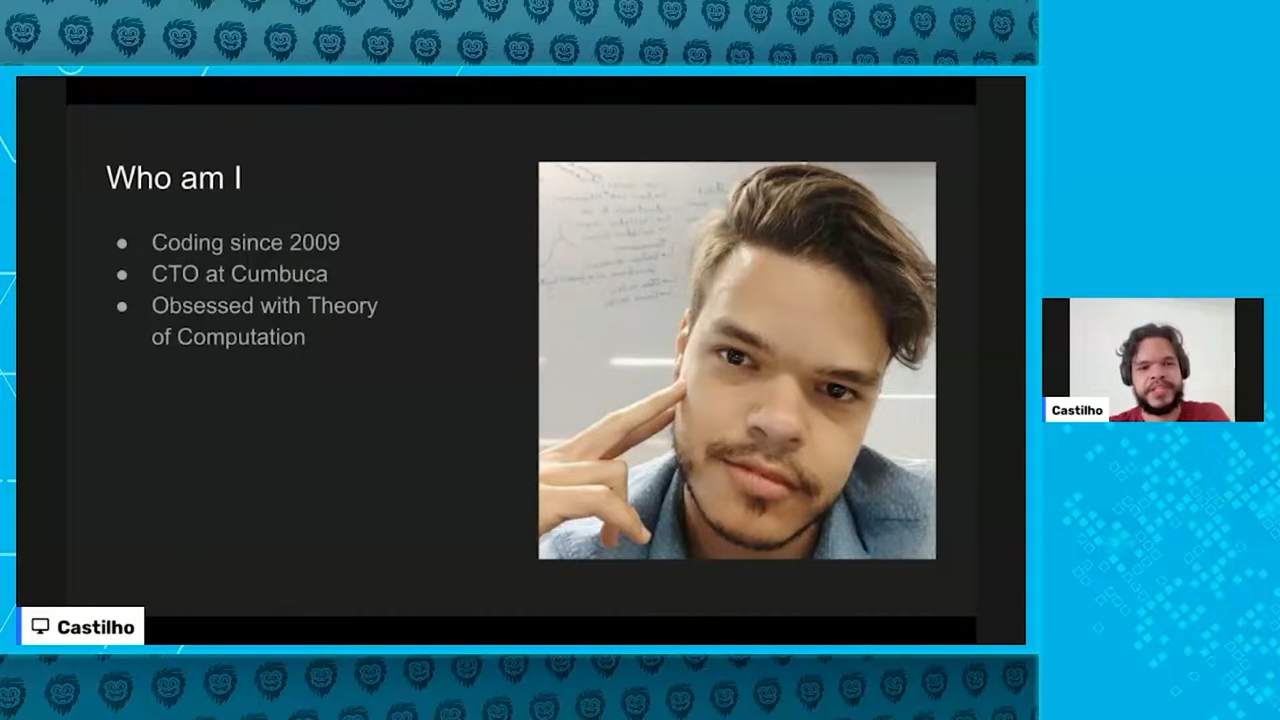 Who am I
● Coding since 2009
● CTO at Cumbuca
● Obsessed with Theory
of Computation
Castilho
Castilho